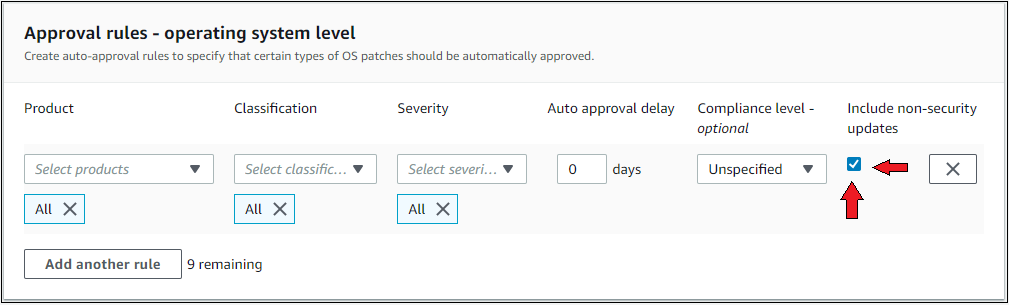 Approval rules - operating system level
Create auto-approval rules to specify that certain types of OS patches should be automatically approved.
Product
Classification
Severity
Auto approval delay
Compliance level -
optional
Include non-security
updates
Select products
Select classific...
Select severi...
0
days
Unspecified
All
All
All
Add another rule
9 remaining